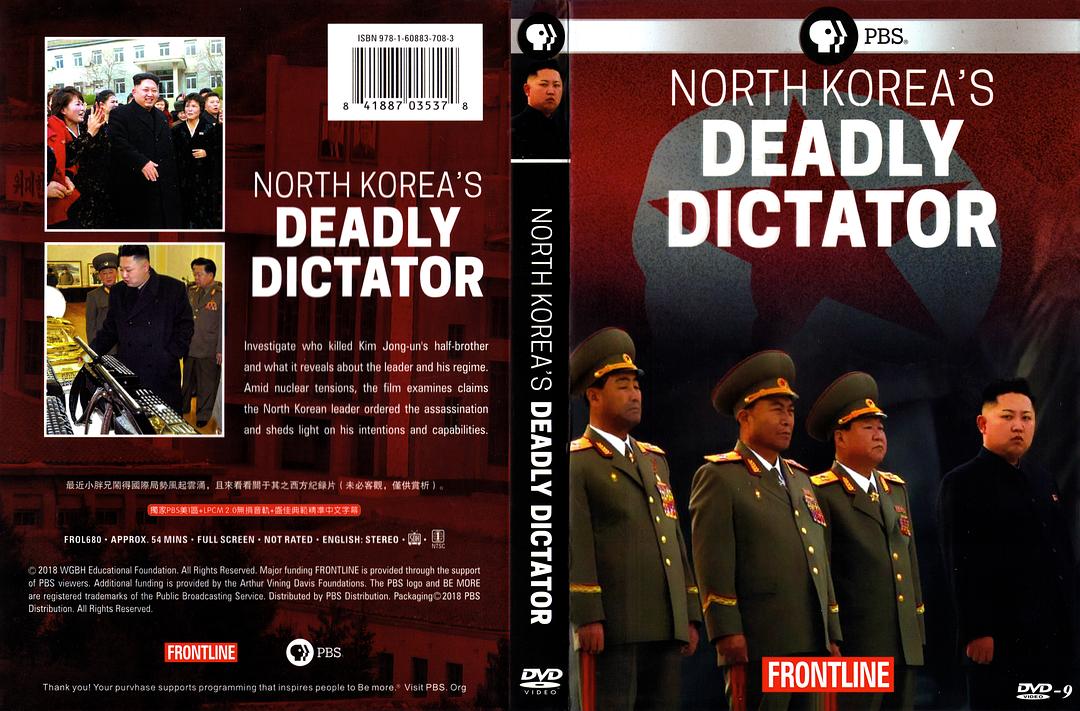 ISBN 978-1-60883-708-3
8 41887 03537 8
NORTH KOREA'S
DEADLY
DICTATOR
Investigate who killed Kim Jong-un's half-brother
and what it reveals about the leader and his regime.
Amid nuclear tensions, the film examines claims
the North Korean leader ordered the assassination
and sheds light on his intentions and capabilities.
最近小胖兄鬧得國際局勢風起雲涌，且來看看關于其之西方紀錄片（未必客觀，僅供賞析）。
獨家PBS美1區+LPCM 2.0無損音軌+盛佳典範精準中文字幕
FROL680 • APPROX. 54 MINS • FULL SCREEN • NOT RATED • ENGLISH: STEREO • SDH • NTSC
© 2018 WGBH Educational Foundation. All Rights Reserved. Major funding FRONTLINE is provided through the support
of PBS viewers. Additional funding is provided by the Arthur Vining Davis Foundations. The PBS logo and BE MORE
are registered trademarks of the Public Broadcasting Service. Distributed by PBS Distribution. Packaging©2018 PBS
Distribution. All Rights Reserved.
FRONTLINE
PBS
Thank you! Your purvhase supports programming that inspires people to Be more.® Visit PBS. Org
NORTH KOREA'S DEADLY DICTATOR
DVD
VIDEO
PBS®
NORTH KOREA'S
DEADLY
DICTATOR
FRONTLINE
DVD-9
VIDEO